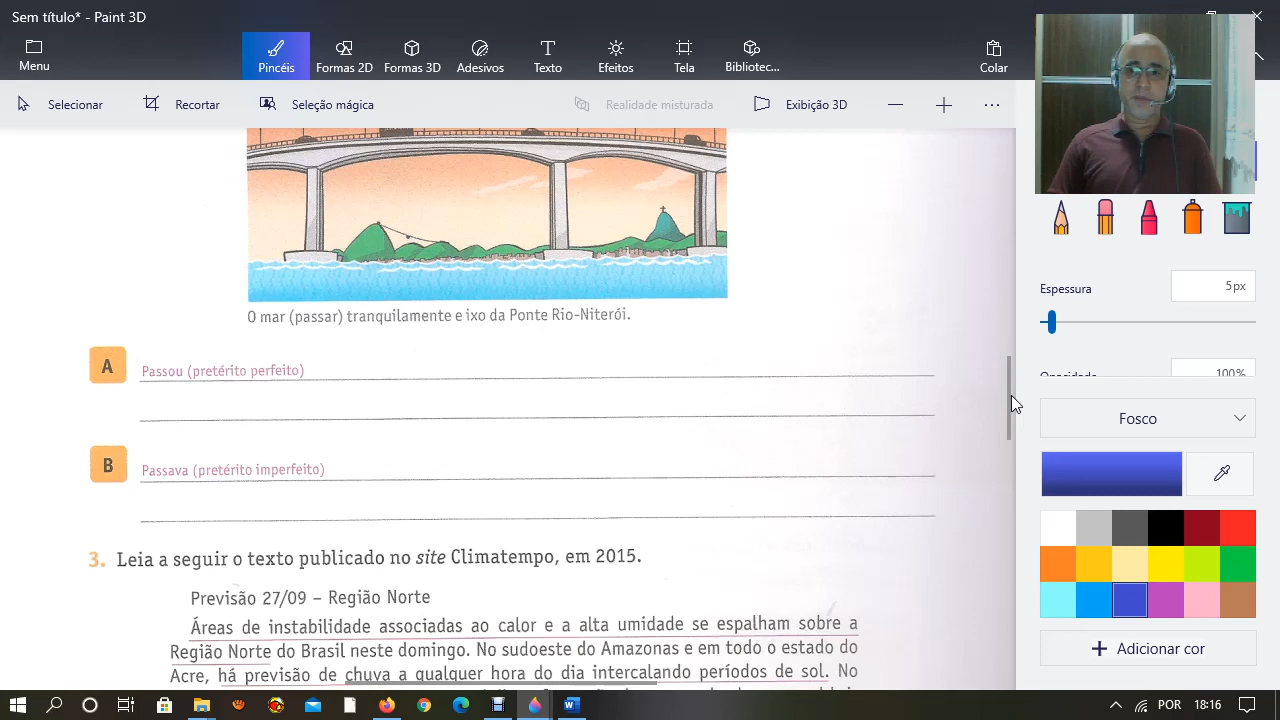 Sem título* - Paint 3D
Menu
Pincéis
Formas 2D
Formas 3D
Adesivos
Texto
Efeitos
Tela
Bibliotec...
Colar
Selecionar
Recortar
Seleção mágica
Realidade misturada
Exibição 3D
Espessura
5px
Opacidade
100%
Fosco
Adicionar cor
O mar (passar) tranquilamente e ixo da Ponte Rio-Niterói.
A
Passou (pretérito perfeito)
B
Passava (pretérito imperfeito)
3. Leia a seguir o texto publicado no site Climatempo, em 2015.
Previsão 27/09 – Região Norte
Áreas de instabilidade associadas ao calor e a alta umidade se espalham sobre a
Região Norte do Brasil neste domingo. No sudoeste do Amazonas e em todo o estado do
Acre, há previsão de chuva a qualquer hora do dia intercalando períodos de sol. No
POR
18:16